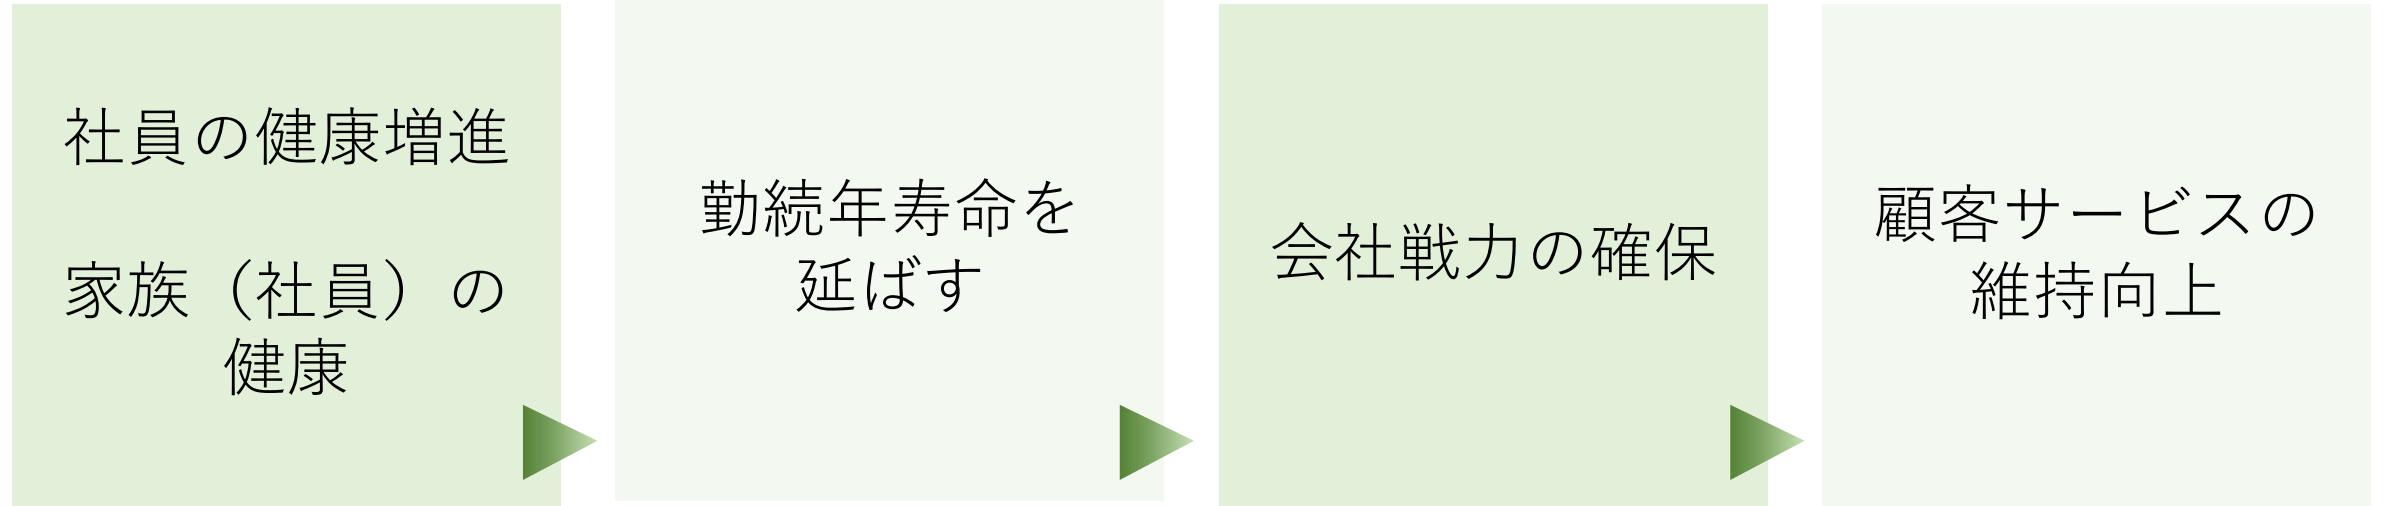 社員の健康増進
家族（社員）の
健康
勤続年寿命を
延ばす
会社戦力の確保
顧客サービスの
維持向上